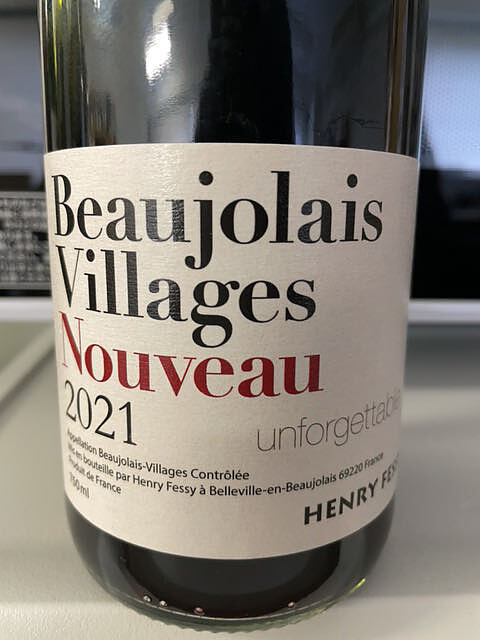 Beaujolais
Villages
Nouveau
2021
unforgettable
Appellation Beaujolais-Villages Contrôlée
Mis en bouteille par Henry Fessy à Belleville-en-Beaujolais 69220 France
Produit de France
750 ml
HENRY FESSY